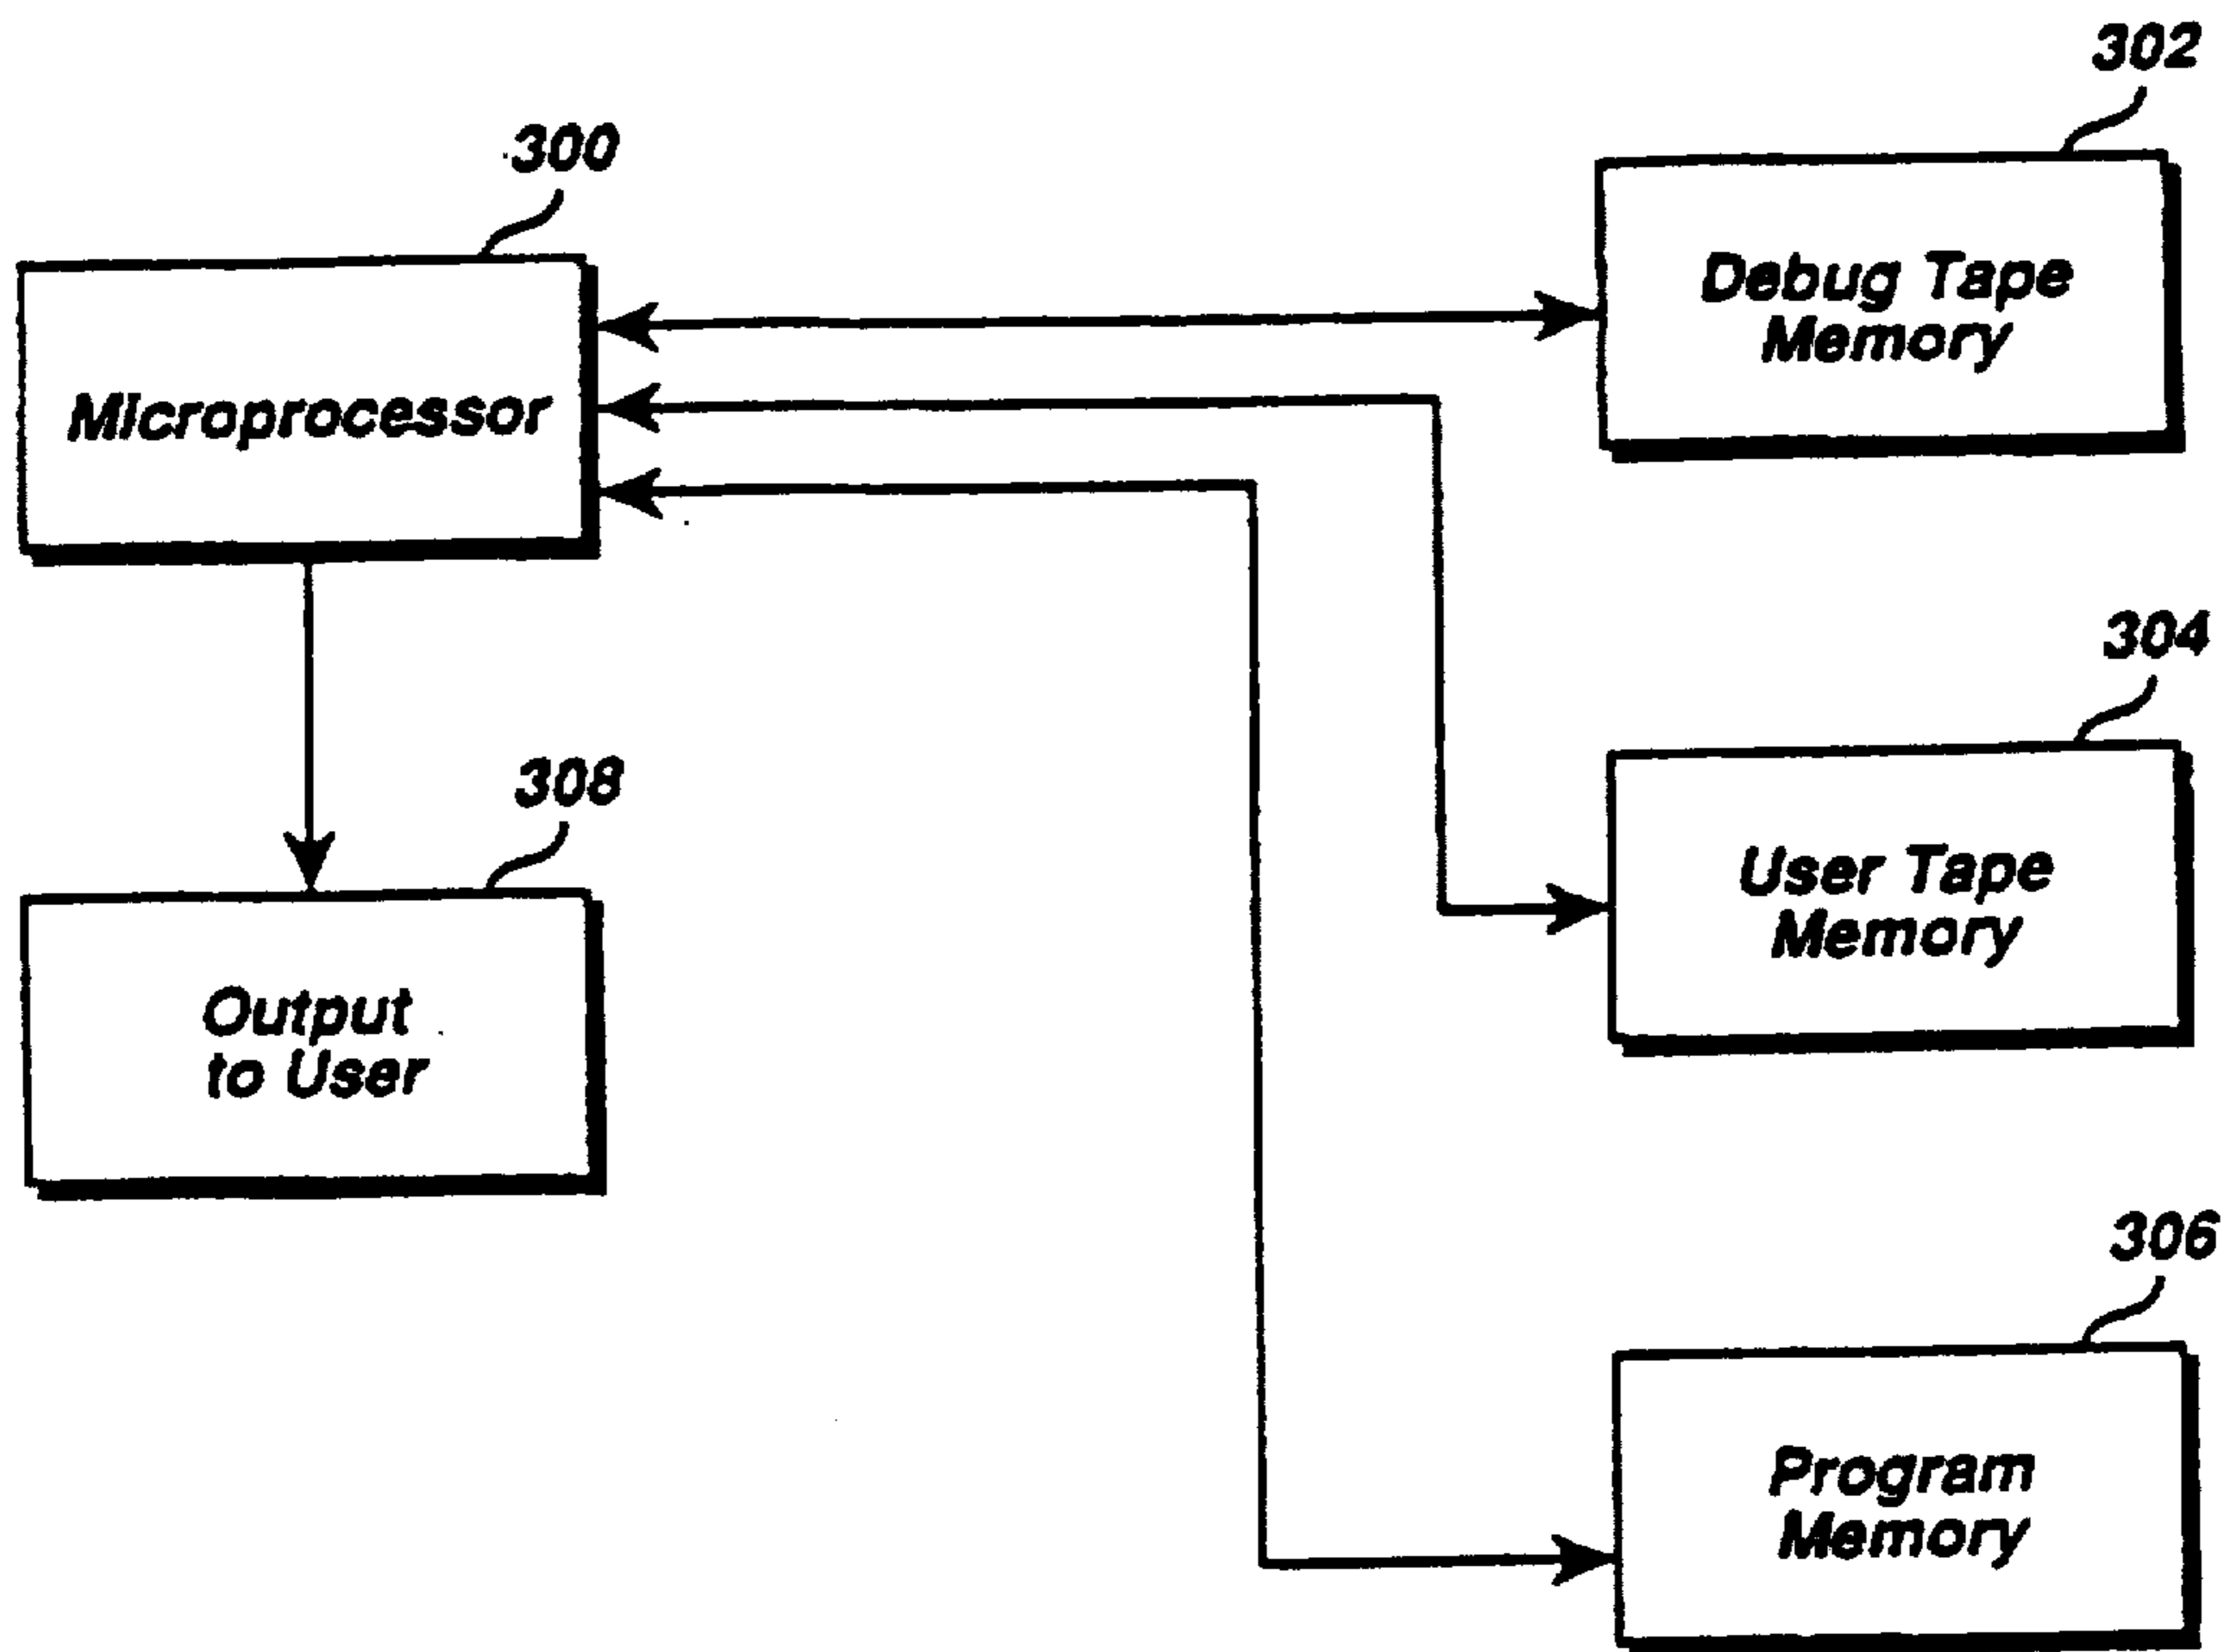 302
300
Debug Tape
Memory
Microprocessor
304
308
User Tape
Memory
Output
to User
306
Program
Memory